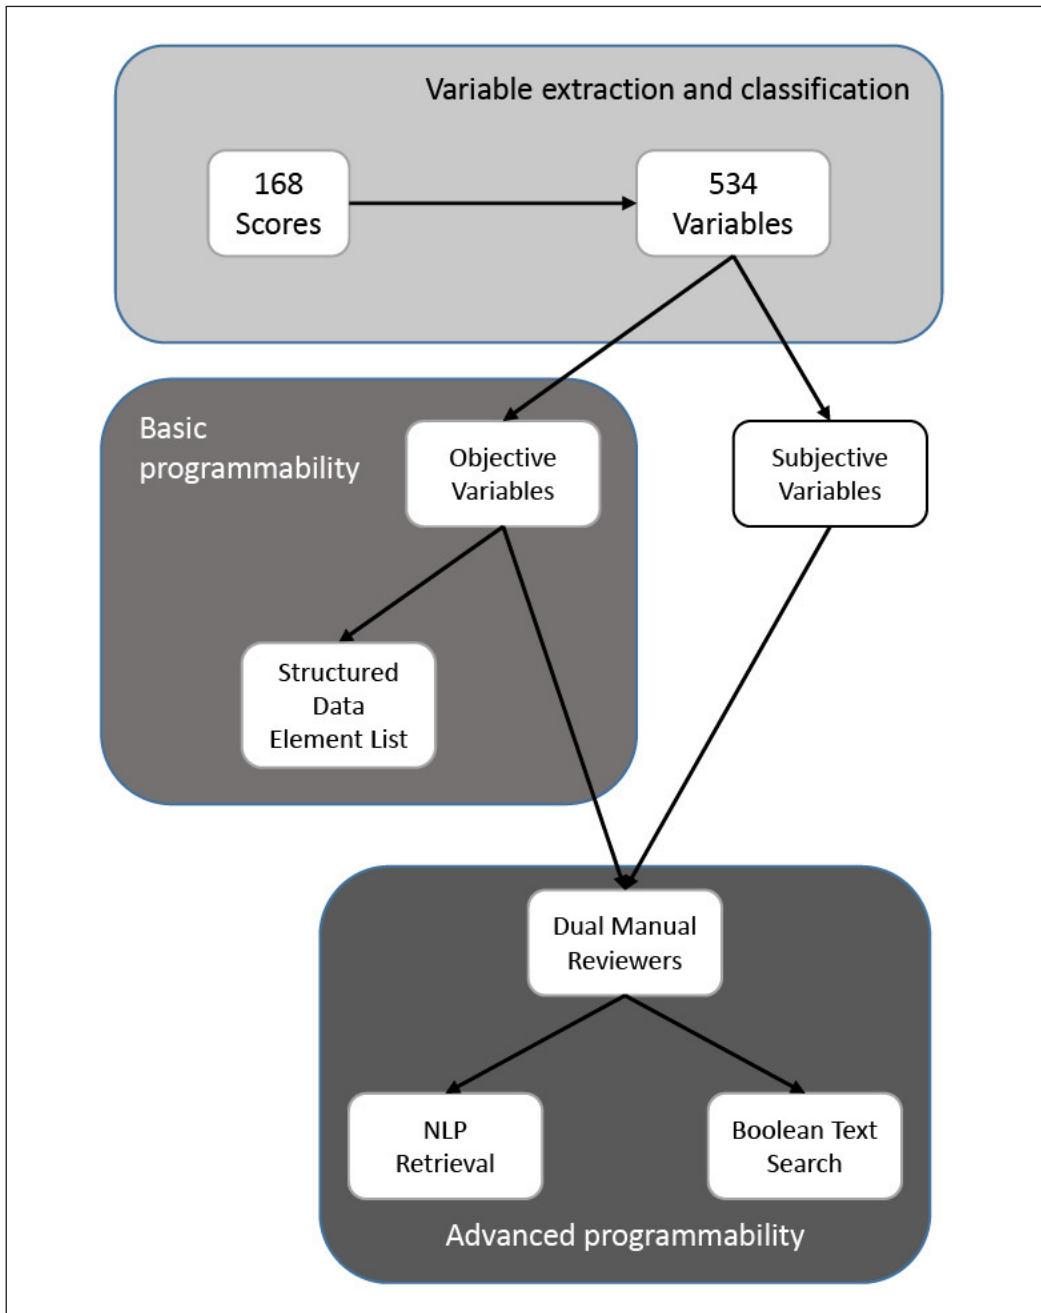 Variable extraction and classification
168
Scores
534
Variables
Basic
programmability
Objective
Variables
Subjective
Variables
Structured
Data
Element List
Dual Manual
Reviewers
NLP
Retrieval
Boolean Text
Search
Advanced programmability